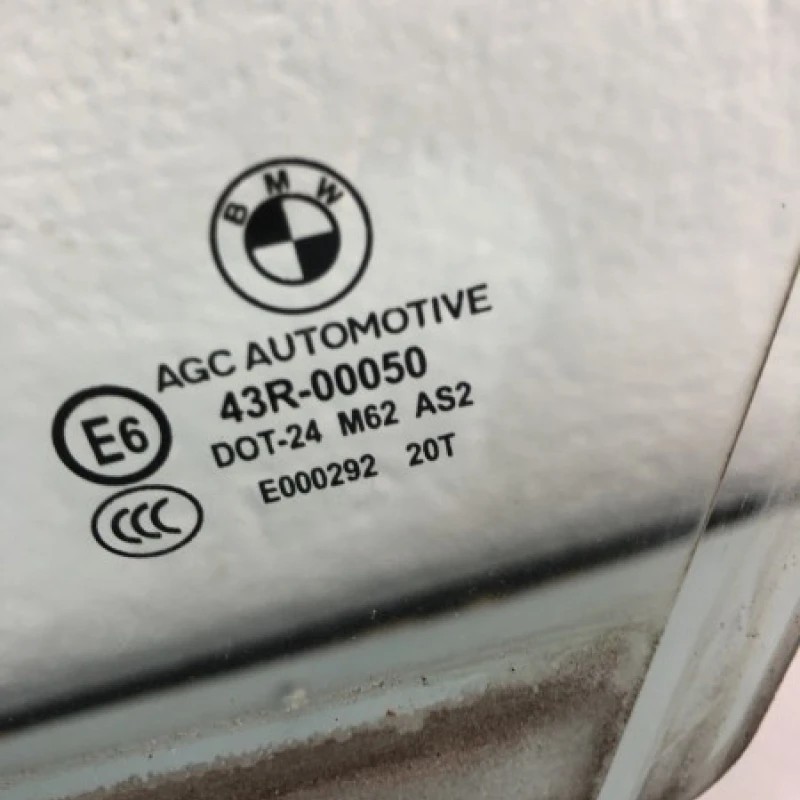 BMW
AGC AUTOMOTIVE
43R-00050
E6
DOT-24 M62 AS2
E000292 20T
CCC